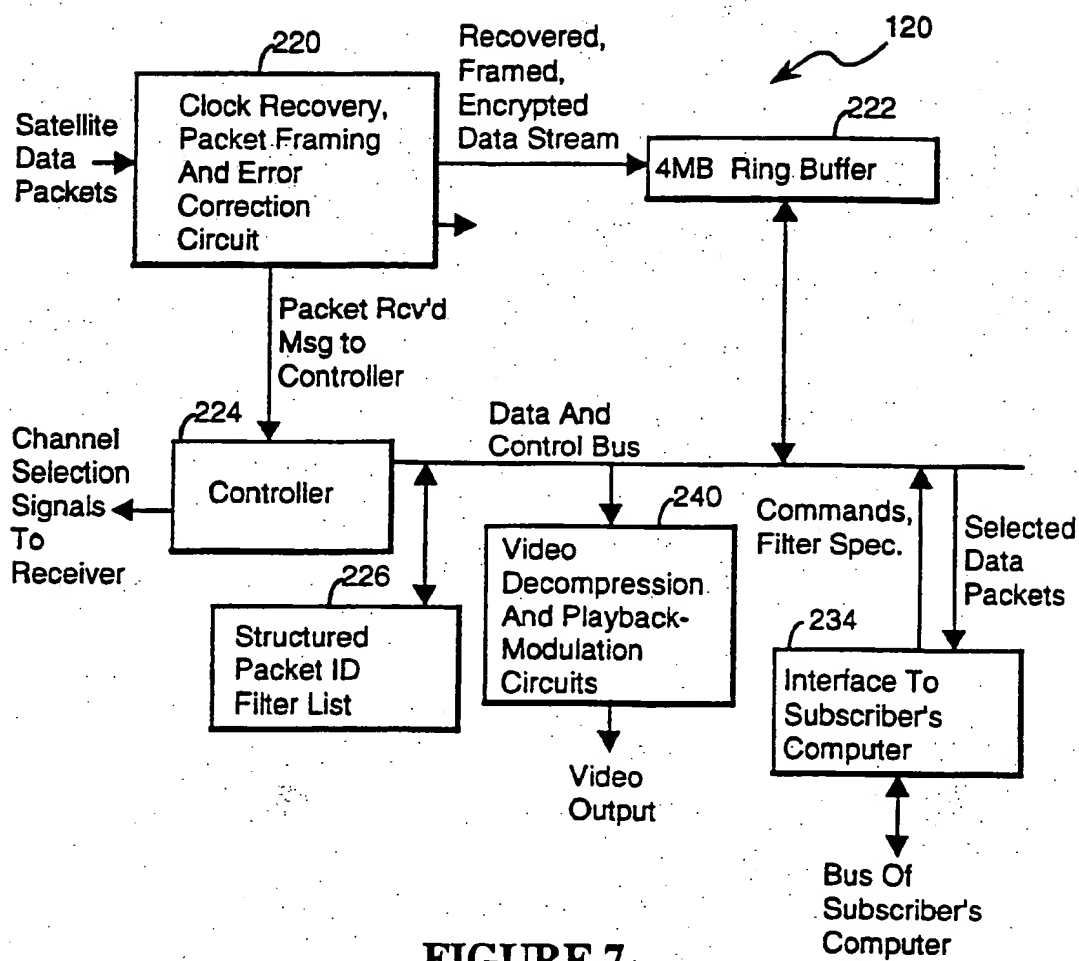 220
Clock Recovery,
Packet Framing
And Error
Correction
Circuit
Satellite
Data
Packets
Recovered,
Framed,
Encrypted
Data Stream
120
222
4MB Ring Buffer
Packet Rcv'd
Msg to
Controller
224
Controller
Channel
Selection
Signals
To
Receiver
Data And
Control Bus
226
Structured
Packet ID
Filter List
240
Video
Decompression
And Playback-
Modulation
Circuits
Video
Output
Commands,
Filter Spec.
Selected
Data
Packets
234
Interface To
Subscriber's
Computer
Bus Of
Subscriber's
Computer
FIGURE 7